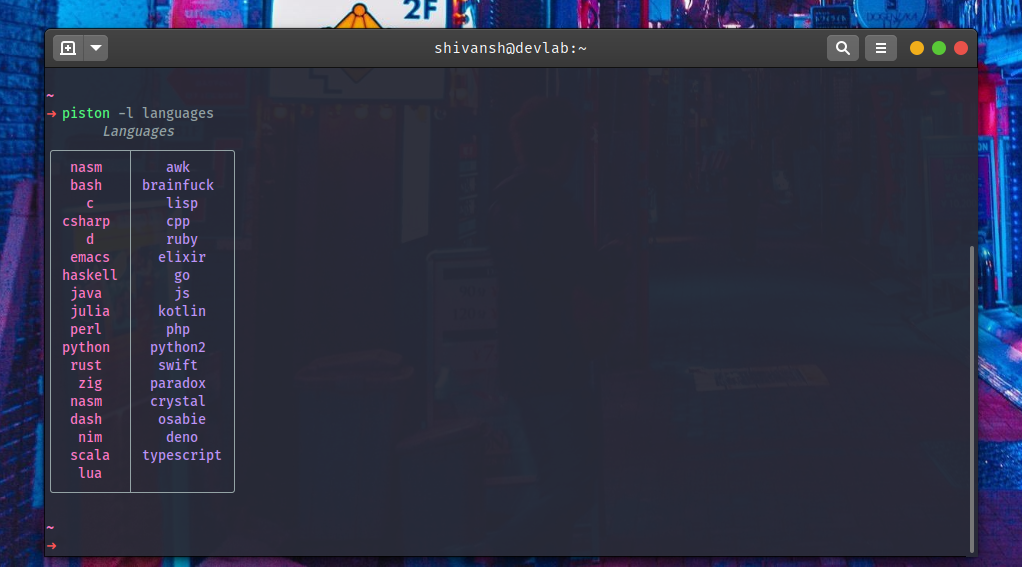 2F
shivansh@devlab:~
~
→ piston -l languages
Languages
nasm awk
bash brainfuck
c lisp
csharp cpp
d ruby
emacs elixir
haskell go
java js
julia kotlin
perl php
python python2
rust swift
zig paradox
nasm crystal
dash osabie
nim deno
scala typescript
lua
~
→